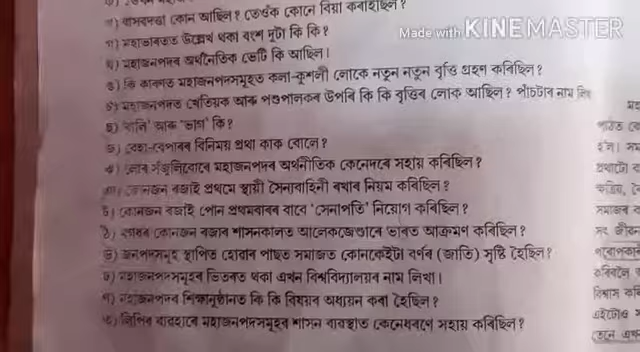 Made with KINEMASTER
বাসবদত্তা কোন আছিল? তেওঁক কোনে বিয়া কৰাইছিল?
গ) মহাভাৰতত উল্লেখ থকা বংশ দুটা কি কি?
ঘ) মহাজনপদৰ অৰ্থনৈতিক ভেটি কি আছিল।
ঙ) কি কাৰণত মহাজনপদসমূহত কলা-কুশলী লোকে নতুন নতুন বৃত্তি গ্ৰহণ কৰিছিল?
চ) মহাজনপদত খেতিয়ক আৰু পশুপালকৰ উপৰি কি কি বৃত্তিৰ লোক আছিল? পাঁচটাৰ নাম
ছ) 'বালি' আৰু 'ভাগ' কি?
জ) বেহা-বেপাৰৰ বিনিময় প্ৰথা কাক বোলে?
মহাজনপদৰ অৰ্থনীতিক কেনেদৰে সহায় কৰিছিল?
কোনজন ৰজাই প্ৰথমে স্থায়ী সৈন্যবাহিনী ৰখাৰ নিয়ম কৰিছিল?
ট) কোনজন ৰজাই পোন প্ৰথমবাৰৰ বাবে 'সেনাপতি' নিয়োগ কৰিছিল?
ঠ) মগধৰ কোনজন ৰজাৰ শাসনকালত আলেকজেণ্ডাৰে ভাৰত আক্ৰমণ কৰিছিল?
ড) জনপদসমূহ স্থাপিত হোৱাৰ পাছত সমাজত কোনকেইটা বৰ্ণৰ (জাতি) সৃষ্টি হৈছিল?
ঢ) মহাজনপদসমূহৰ ভিতৰত থকা এখন বিশ্ববিদ্যালয়ৰ নাম লিখা।
ণ) মহাজনপদৰ শিক্ষানুষ্ঠানত কি কি বিষয়ৰ অধ্যয়ন কৰা হৈছিল?
ত) লিপিৰ ব্যৱহাৰে মহাজনপদসমূহৰ শাসন ব্যৱস্থাত কেনেধৰণে সহায় কৰিছিল?